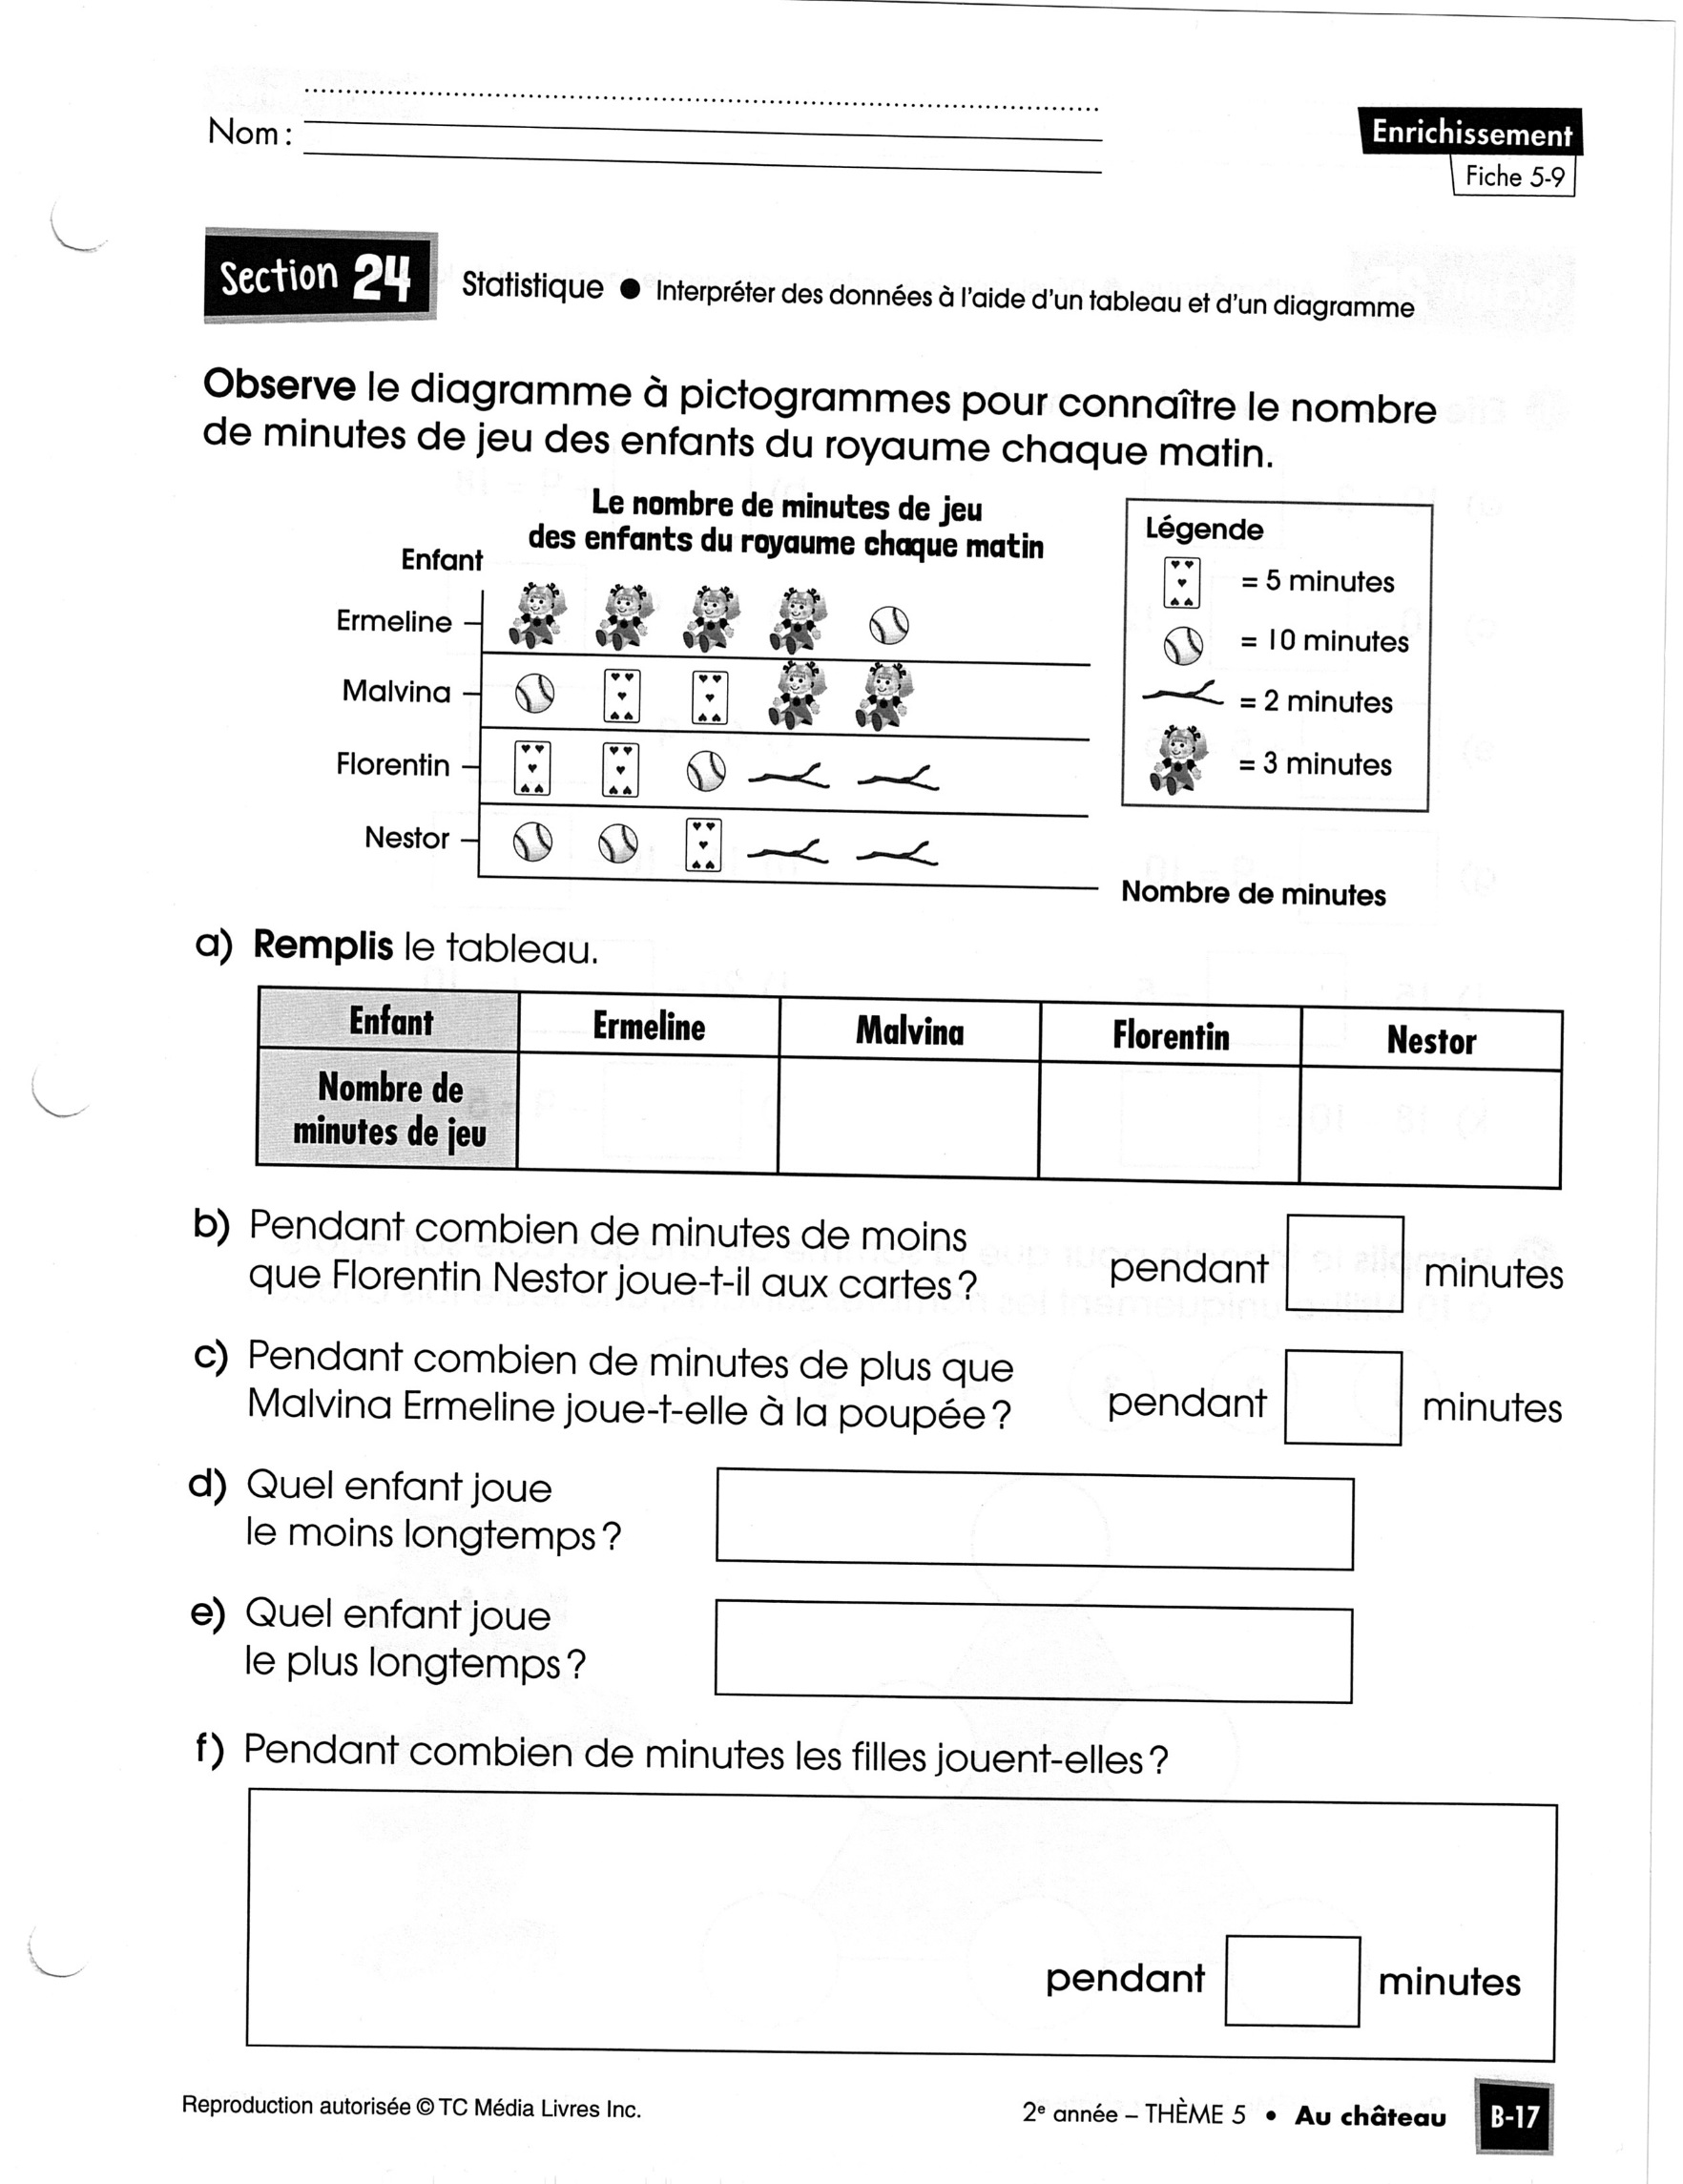 Nom :
Enrichissement
Fiche 5-9
Section 24
Statistique ● Interpréter des données à l'aide d'un tableau et d'un diagramme
Observe le diagramme à pictogrammes pour connaître le nombre
de minutes de jeu des enfants du royaume chaque matin.
Le nombre de minutes de jeu
des enfants du royaume chaque matin
Enfant
Ermeline
Malvina
Florentin
Nestor
Nombre de minutes
Légende
= 5 minutes
= 10 minutes
= 2 minutes
= 3 minutes
a) Remplis le tableau.
Enfant Ermeline Malvina Florentin Nestor
Nombre de
minutes de jeu
b) Pendant combien de minutes de moins
que Florentin Nestor joue-t-il aux cartes ?
pendant minutes
c) Pendant combien de minutes de plus que
Malvina Ermeline joue-t-elle à la poupée ?
pendant minutes
d) Quel enfant joue
le moins longtemps ?
e) Quel enfant joue
le plus longtemps ?
f) Pendant combien de minutes les filles jouent-elles ?
pendant minutes
Reproduction autorisée © TC Média Livres Inc.
2e année – THÈME 5 • Au château B-17